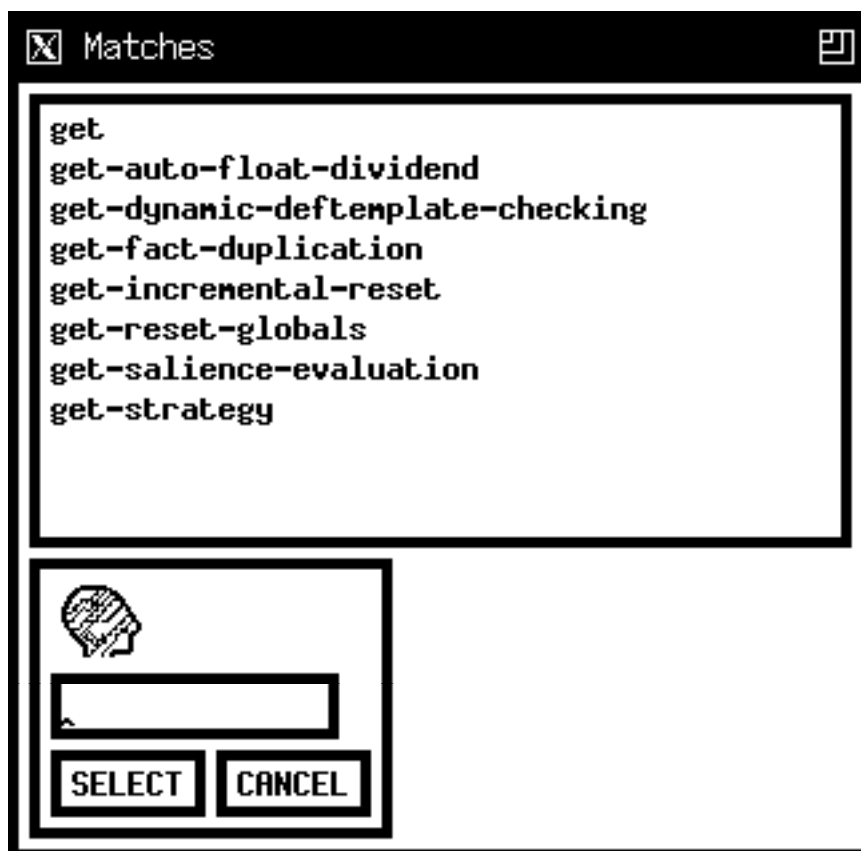 Matches
get
get-auto-float-dividend
get-dynamic-deftemplate-checking
get-fact-duplication
get-incremental-reset
get-reset-globals
get-salience-evaluation
get-strategy
SELECT CANCEL